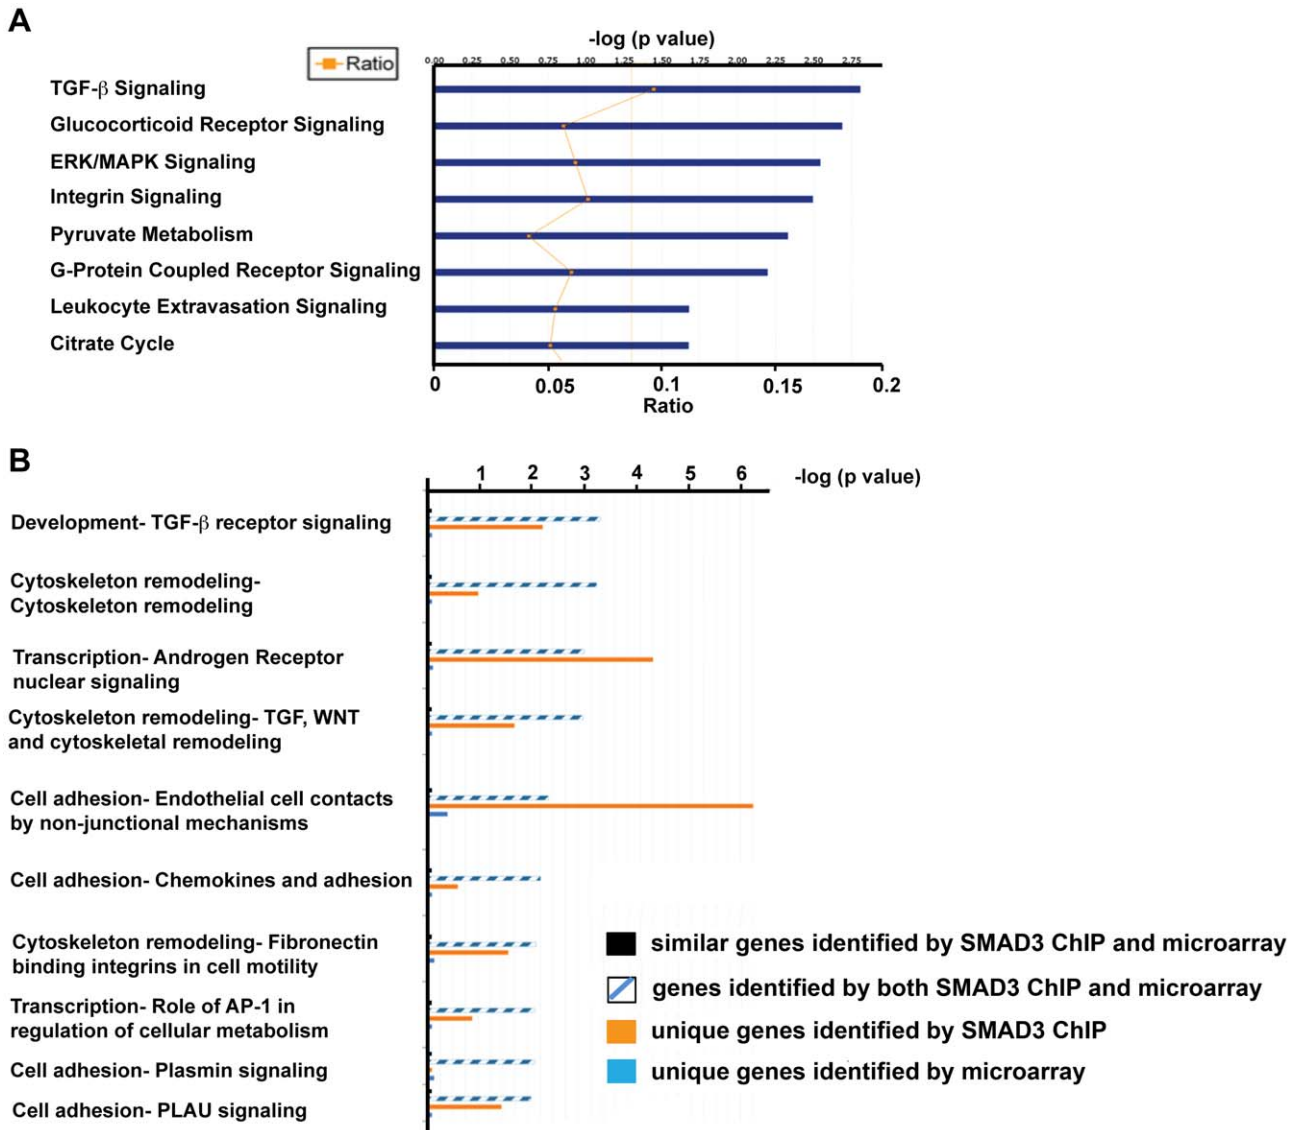 A
-log (p value)
Ratio
0.00 0.25 0.50 0.75 1.00 1.25 1.50 1.75 2.00 2.25 2.50 2.75
TGF-β Signaling
Glucocorticoid Receptor Signaling
ERK/MAPK Signaling
Integrin Signaling
Pyruvate Metabolism
G-Protein Coupled Receptor Signaling
Leukocyte Extravasation Signaling
Citrate Cycle
0 0.05 0.1 0.15 0.2
Ratio
B
1 2 3 4 5 6 -log (p value)
Development- TGF-β receptor signaling
Cytoskeleton remodeling-
Cytoskeleton remodeling
Transcription- Androgen Receptor
nuclear signaling
Cytoskeleton remodeling- TGF, WNT
and cytoskeletal remodeling
Cell adhesion- Endothelial cell contacts
by non-junctional mechanisms
Cell adhesion- Chemokines and adhesion
Cytoskeleton remodeling- Fibronectin
binding integrins in cell motility
Transcription- Role of AP-1 in
regulation of cellular metabolism
Cell adhesion- Plasmin signaling
Cell adhesion- PLAU signaling
similar genes identified by SMAD3 ChIP and microarray
genes identified by both SMAD3 ChIP and microarray
unique genes identified by SMAD3 ChIP
unique genes identified by microarray